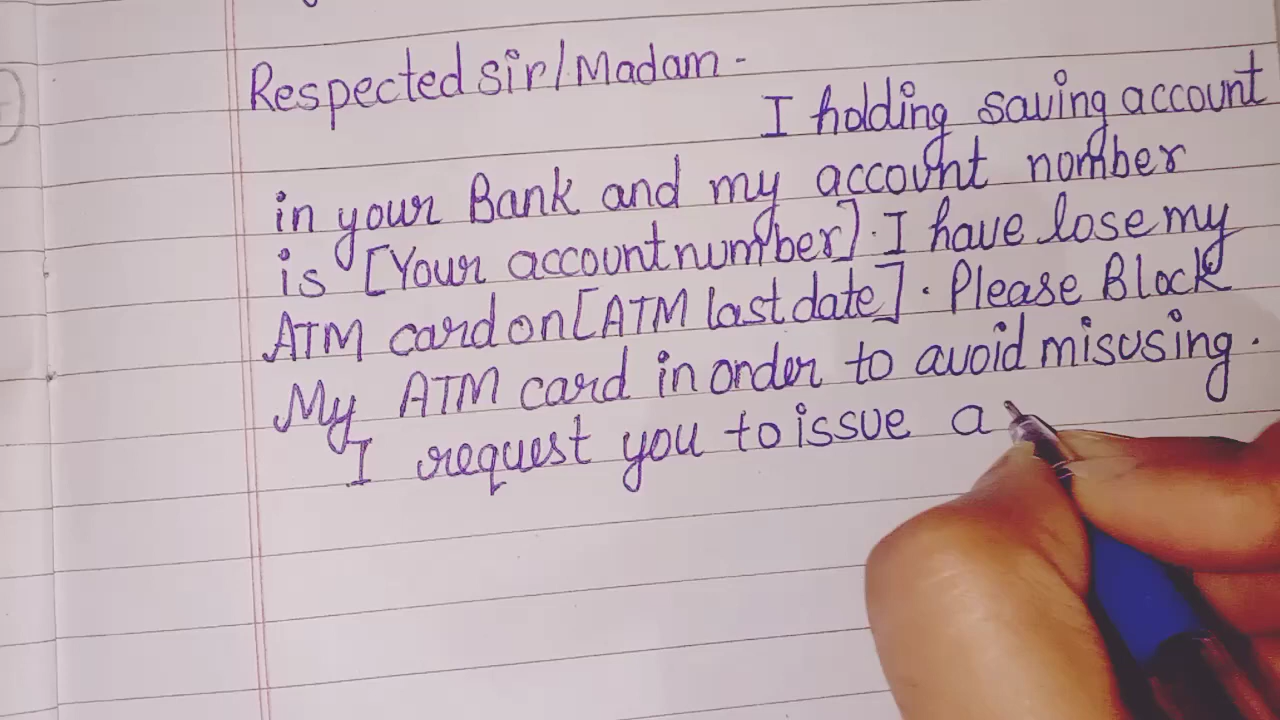 Respected Sir/Madam -
I holding saving account
in your Bank and my account number
is [Your account number]. I have lose my
ATM card on [ATM last date]. Please Block
My ATM card in order to avoid misusing.
I request you to issue a